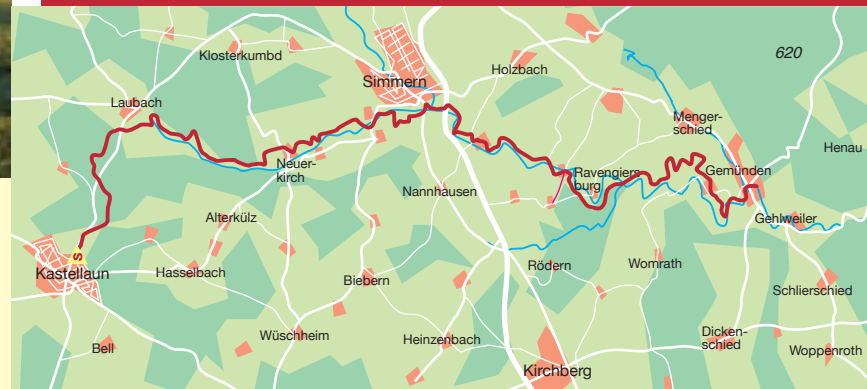 620
Klosterkumbd
Simmern
Holzbach
Laubach
Menger-
schied
Henau
Neuer-
kirch
Ravengiers
burg
Gemünden
Nannhausen
Alterkülz
Gehlweiler
S
Kastellaun
Hasselbach
Biebern
Rödern
Womrath
Schlierschied
Bell
Wüschheim
Heinzenbach
Dicken-
schied
Woppenroth
Kirchberg